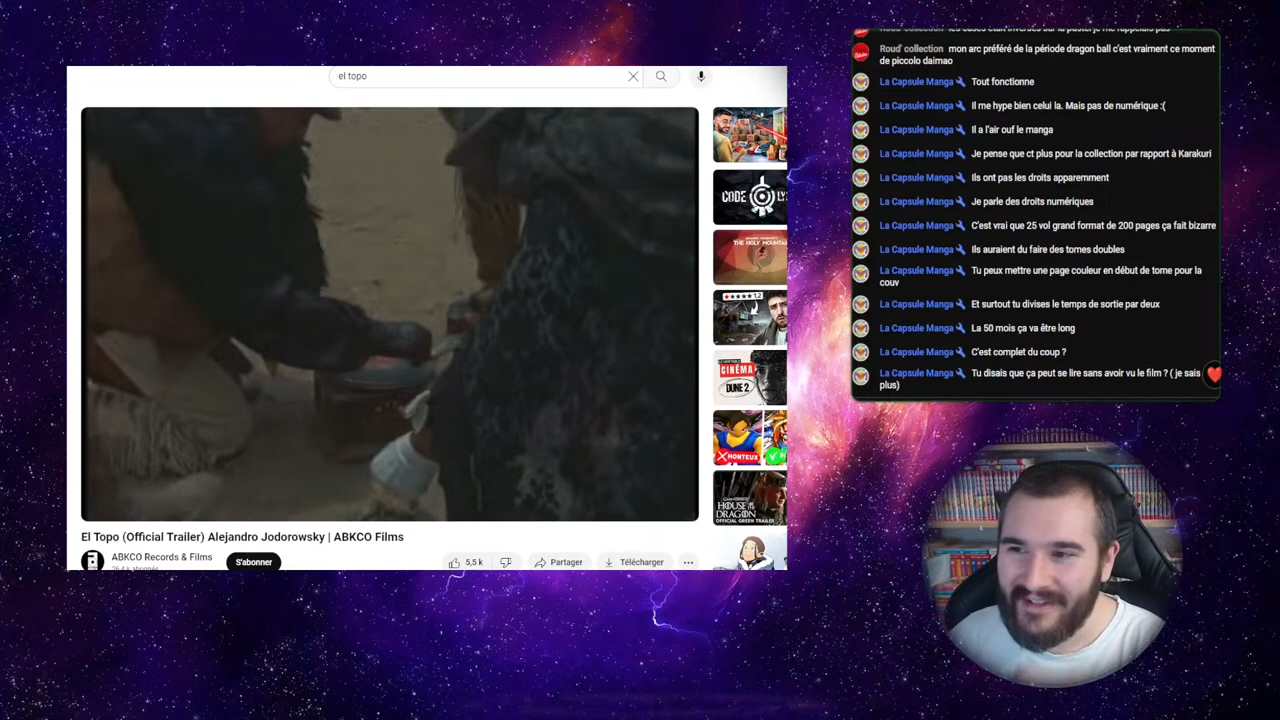 el topo
CODE LY
THE HOLY MOUNTAI
1,2
CINÉMA
DUNE 2
HONTEUX
HOUSE OF THE
DRAGON
OFFICIAL GREEN TRAILER
El Topo (Official Trailer) Alejandro Jodorowsky | ABKCO Films
ABKCO Records & Films
S'abonner
5,5 k
Partager
Télécharger
Roud' collection mon arc préféré de la période dragon ball c'est vraiment ce moment
de piccolo daimao
La Capsule Manga Tout fonctionne
La Capsule Manga Il me hype bien celui la. Mais pas de numérique :(
La Capsule Manga Il a l'air ouf le manga
La Capsule Manga Je pense que ct plus pour la collection par rapport à Karakuri
La Capsule Manga Ils ont pas les droits apparemment
La Capsule Manga Je parle des droits numériques
La Capsule Manga C'est vrai que 25 vol grand format de 200 pages ça fait bizarre
La Capsule Manga Ils auraient du faire des tomes doubles
La Capsule Manga Tu peux mettre une page couleur en début de tome pour la
couv
La Capsule Manga Et surtout tu divises le temps de sortie par deux
La Capsule Manga La 50 mois ça va être long
La Capsule Manga C'est complet du coup ?
La Capsule Manga Tu disais que ça peut se lire sans avoir vu le film ? ( je sais
plus)